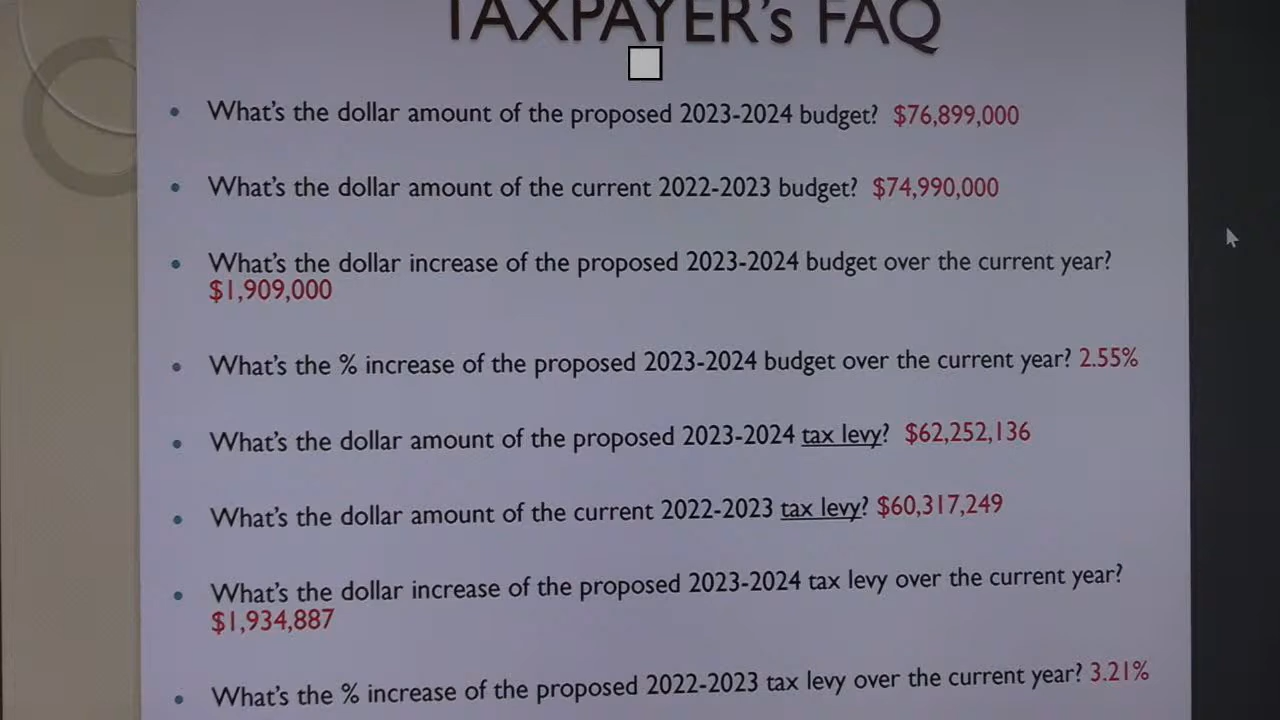 TAXPAYER's FAQ
• What's the dollar amount of the proposed 2023-2024 budget? $76,899,000
• What's the dollar amount of the current 2022-2023 budget? $74,990,000
• What's the dollar increase of the proposed 2023-2024 budget over the current year?
$1,909,000
• What's the % increase of the proposed 2023-2024 budget over the current year? 2.55%
• What's the dollar amount of the proposed 2023-2024 tax levy? $62,252,136
• What's the dollar amount of the current 2022-2023 tax levy? $60,317,249
• What's the dollar increase of the proposed 2023-2024 tax levy over the current year?
$1,934,887
• What's the % increase of the proposed 2022-2023 tax levy over the current year? 3.21%